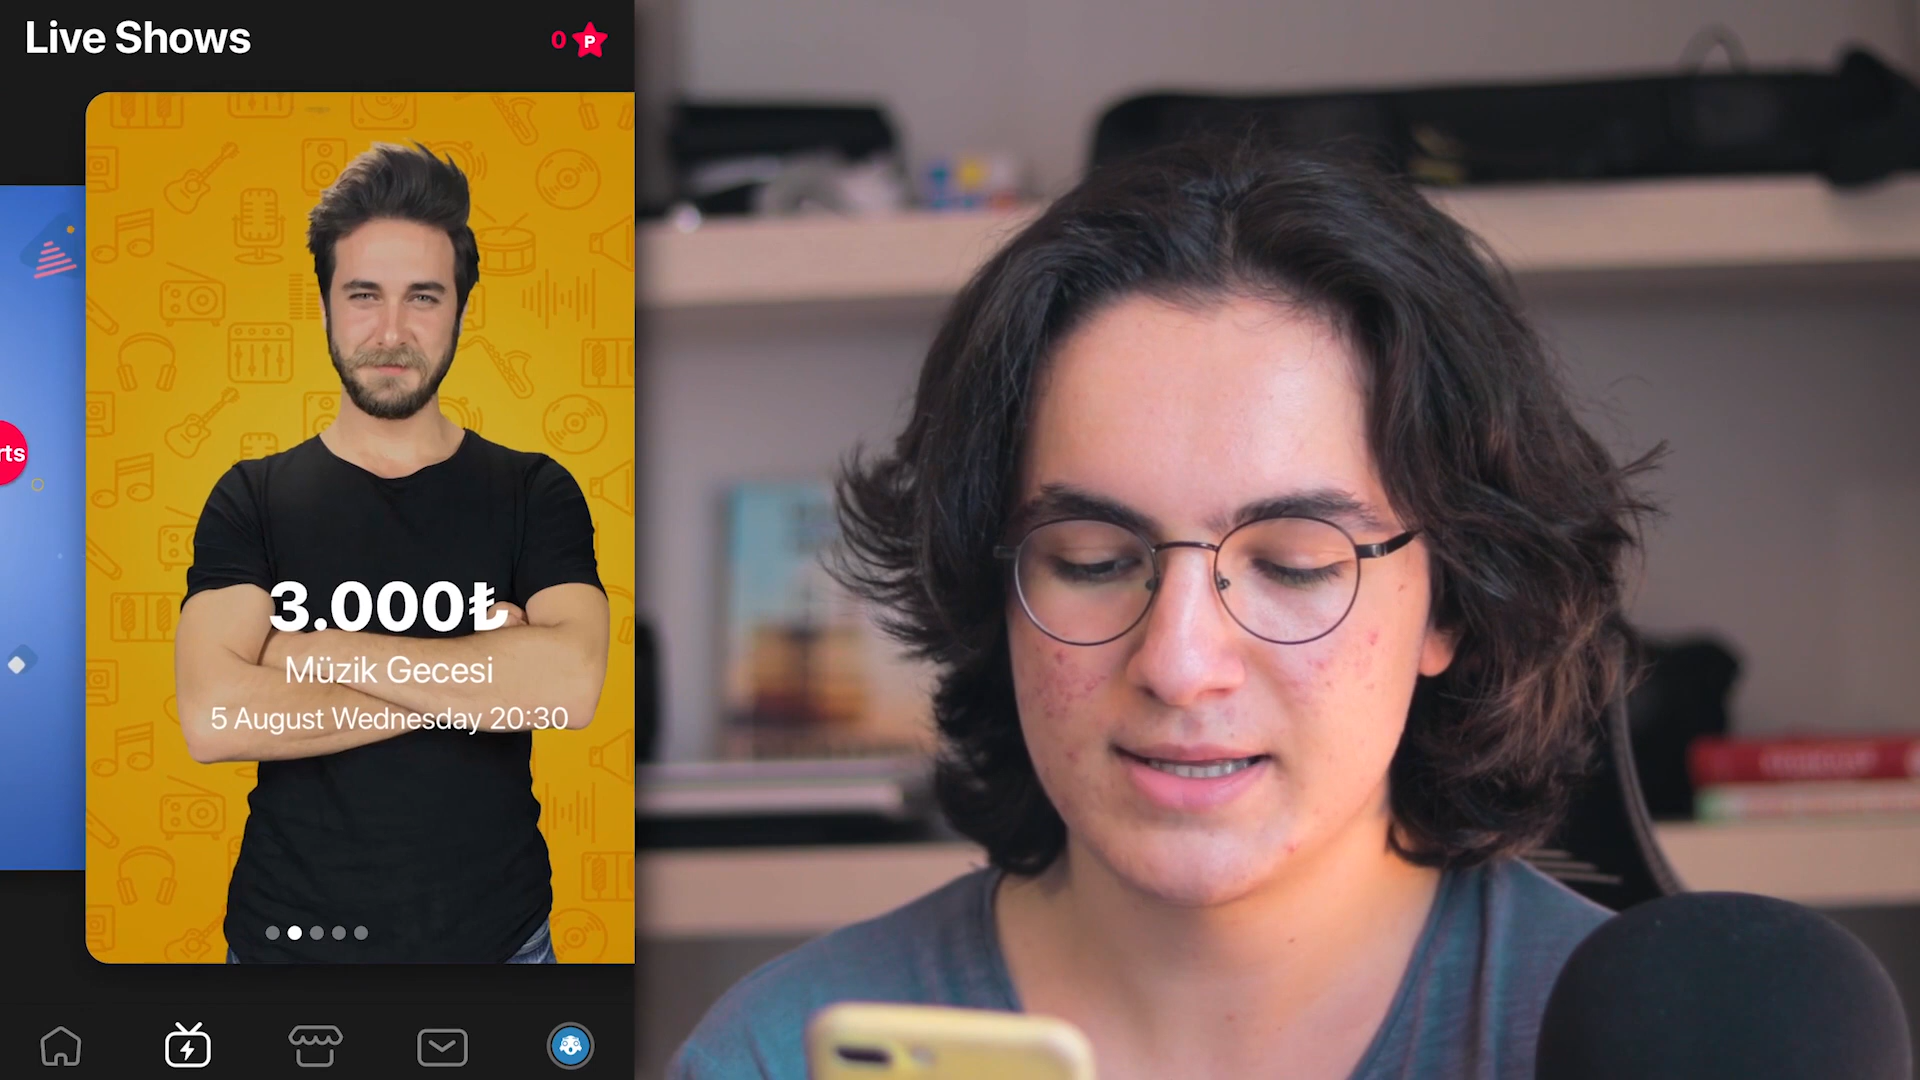 Live Shows
0 P
rts
3.000₺
Müzik Gecesi
5 August Wednesday 20:30